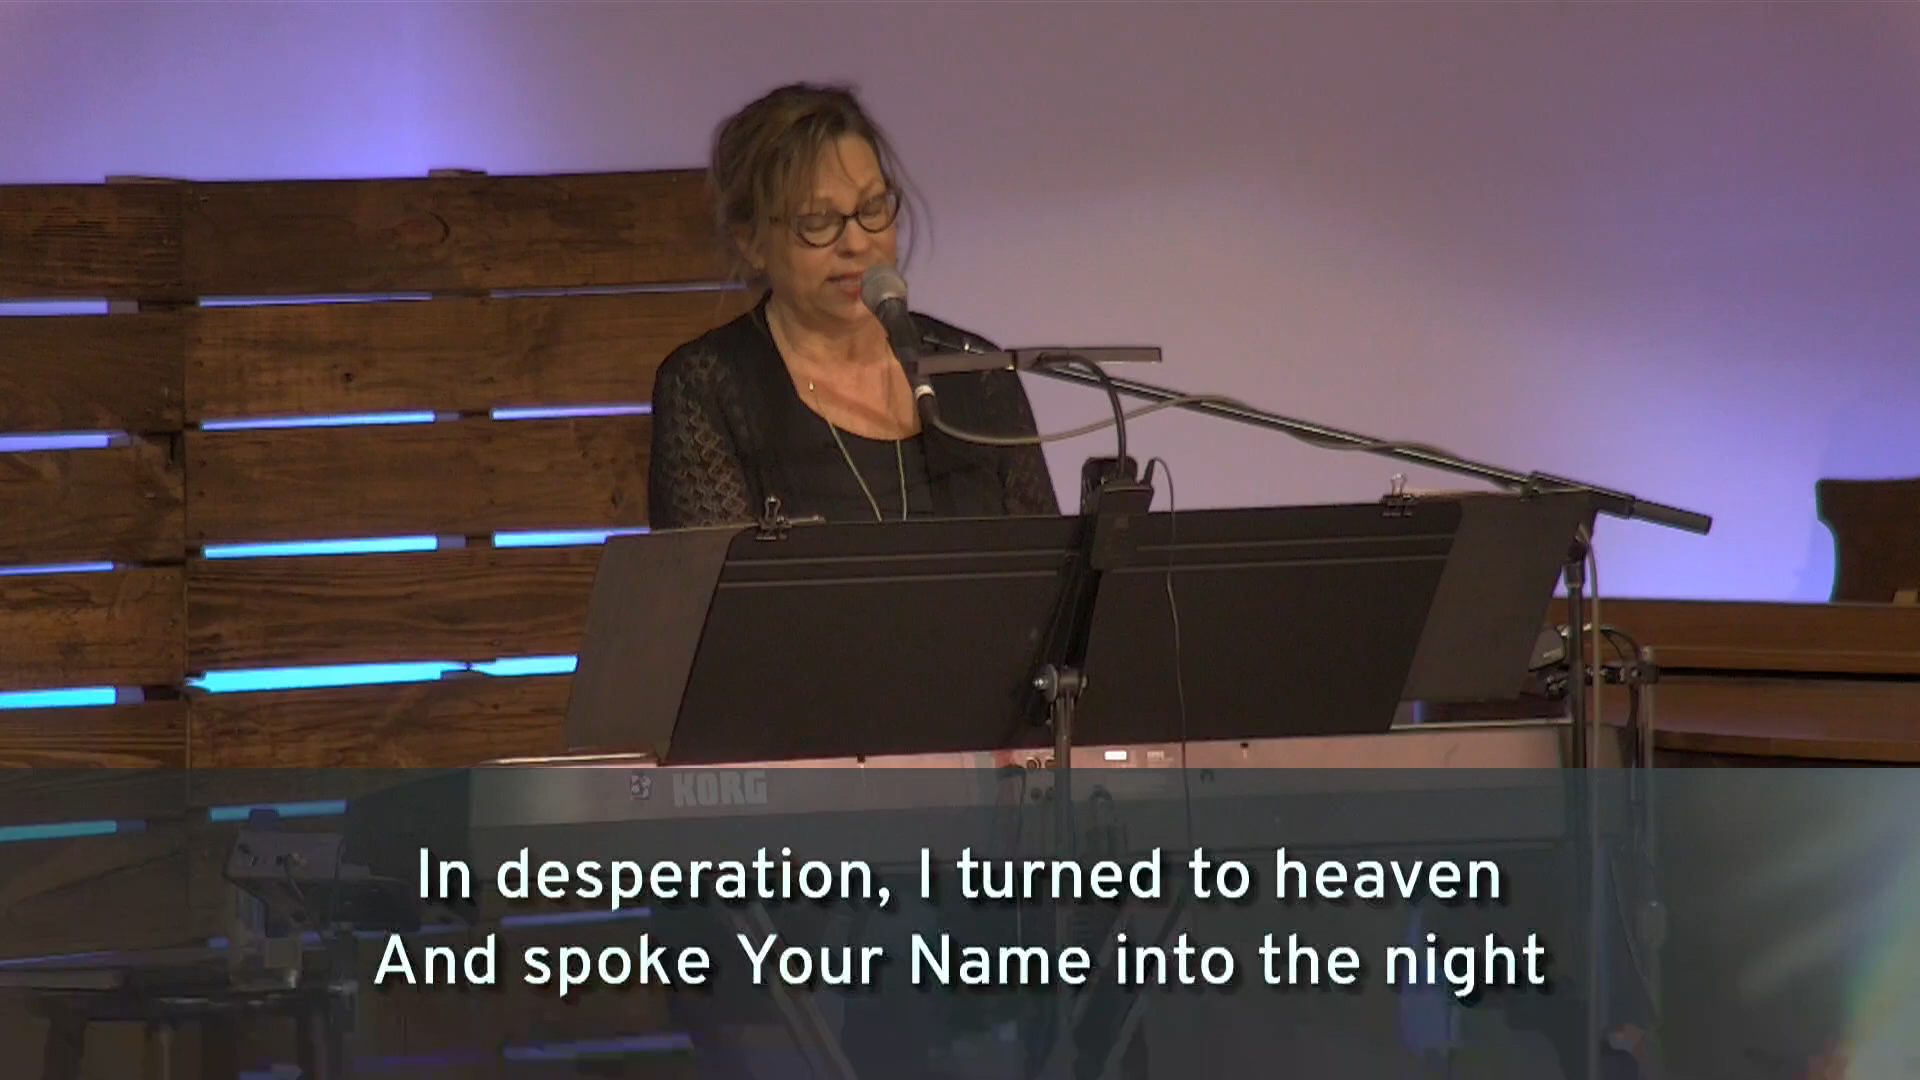 KORG
In desperation, I turned to heaven
And spoke Your Name into the night